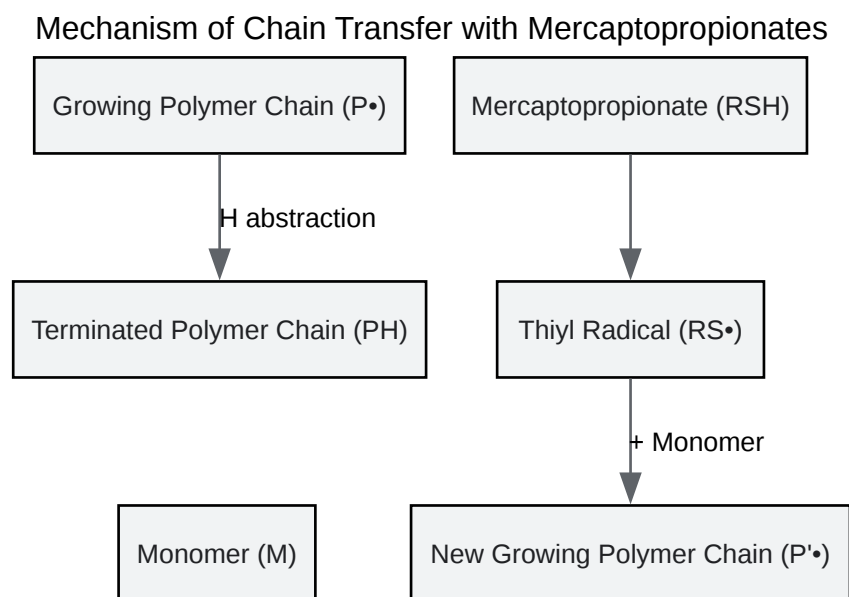 Mechanism of Chain Transfer with Mercaptopropionates
Growing Polymer Chain (P•)
Mercaptopropionate (RSH)
H abstraction
Terminated Polymer Chain (PH)
Thiyl Radical (RS•)
+ Monomer
Monomer (M)
New Growing Polymer Chain (P'•)